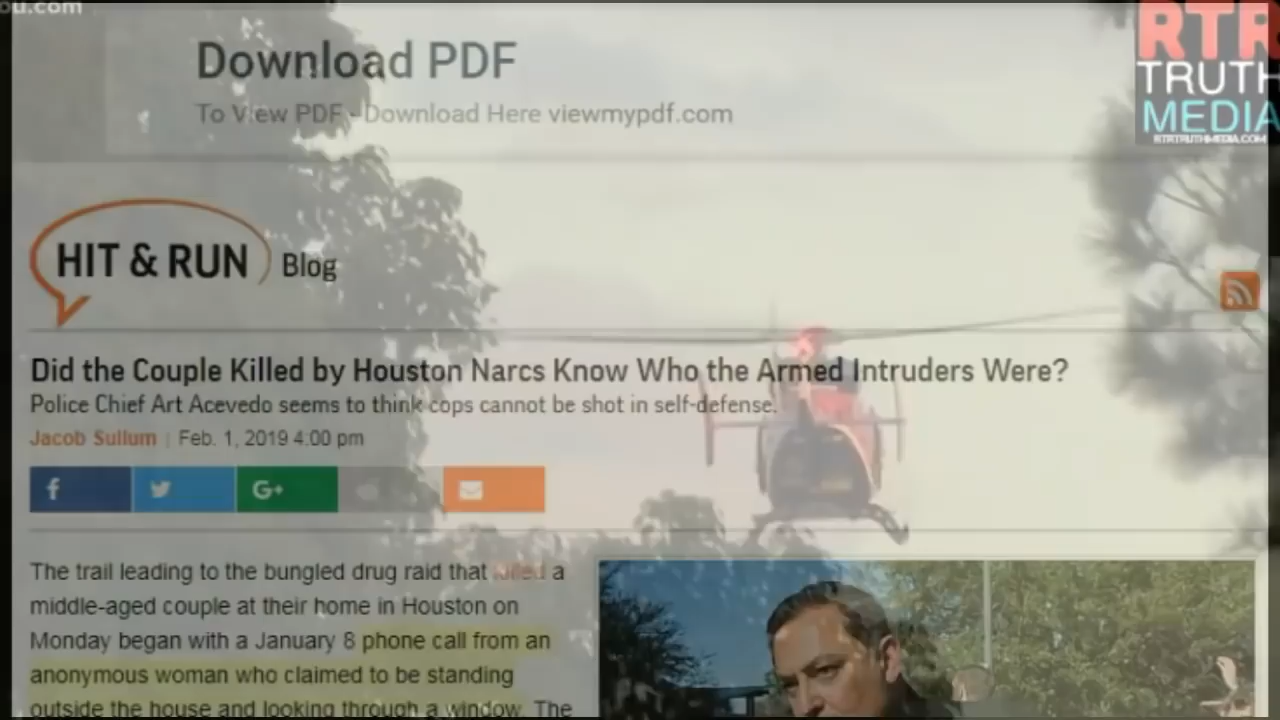 ou.com
Download PDF
To View PDF - Download Here viewmypdf.com
RTR
TRUTH
MEDIA
RTRTRUTHMEDIA.COM
HIT & RUN Blog
Did the Couple Killed by Houston Narcs Know Who the Armed Intruders Were?
Police Chief Art Acevedo seems to think cops cannot be shot in self-defense.
Jacob Sullum | Feb. 1, 2019 4:00 pm
f G+
The trail leading to the bungled drug raid that killed a
middle-aged couple at their home in Houston on
Monday began with a January 8 phone call from an
anonymous woman who claimed to be standing
outside the house and looking through a window. The